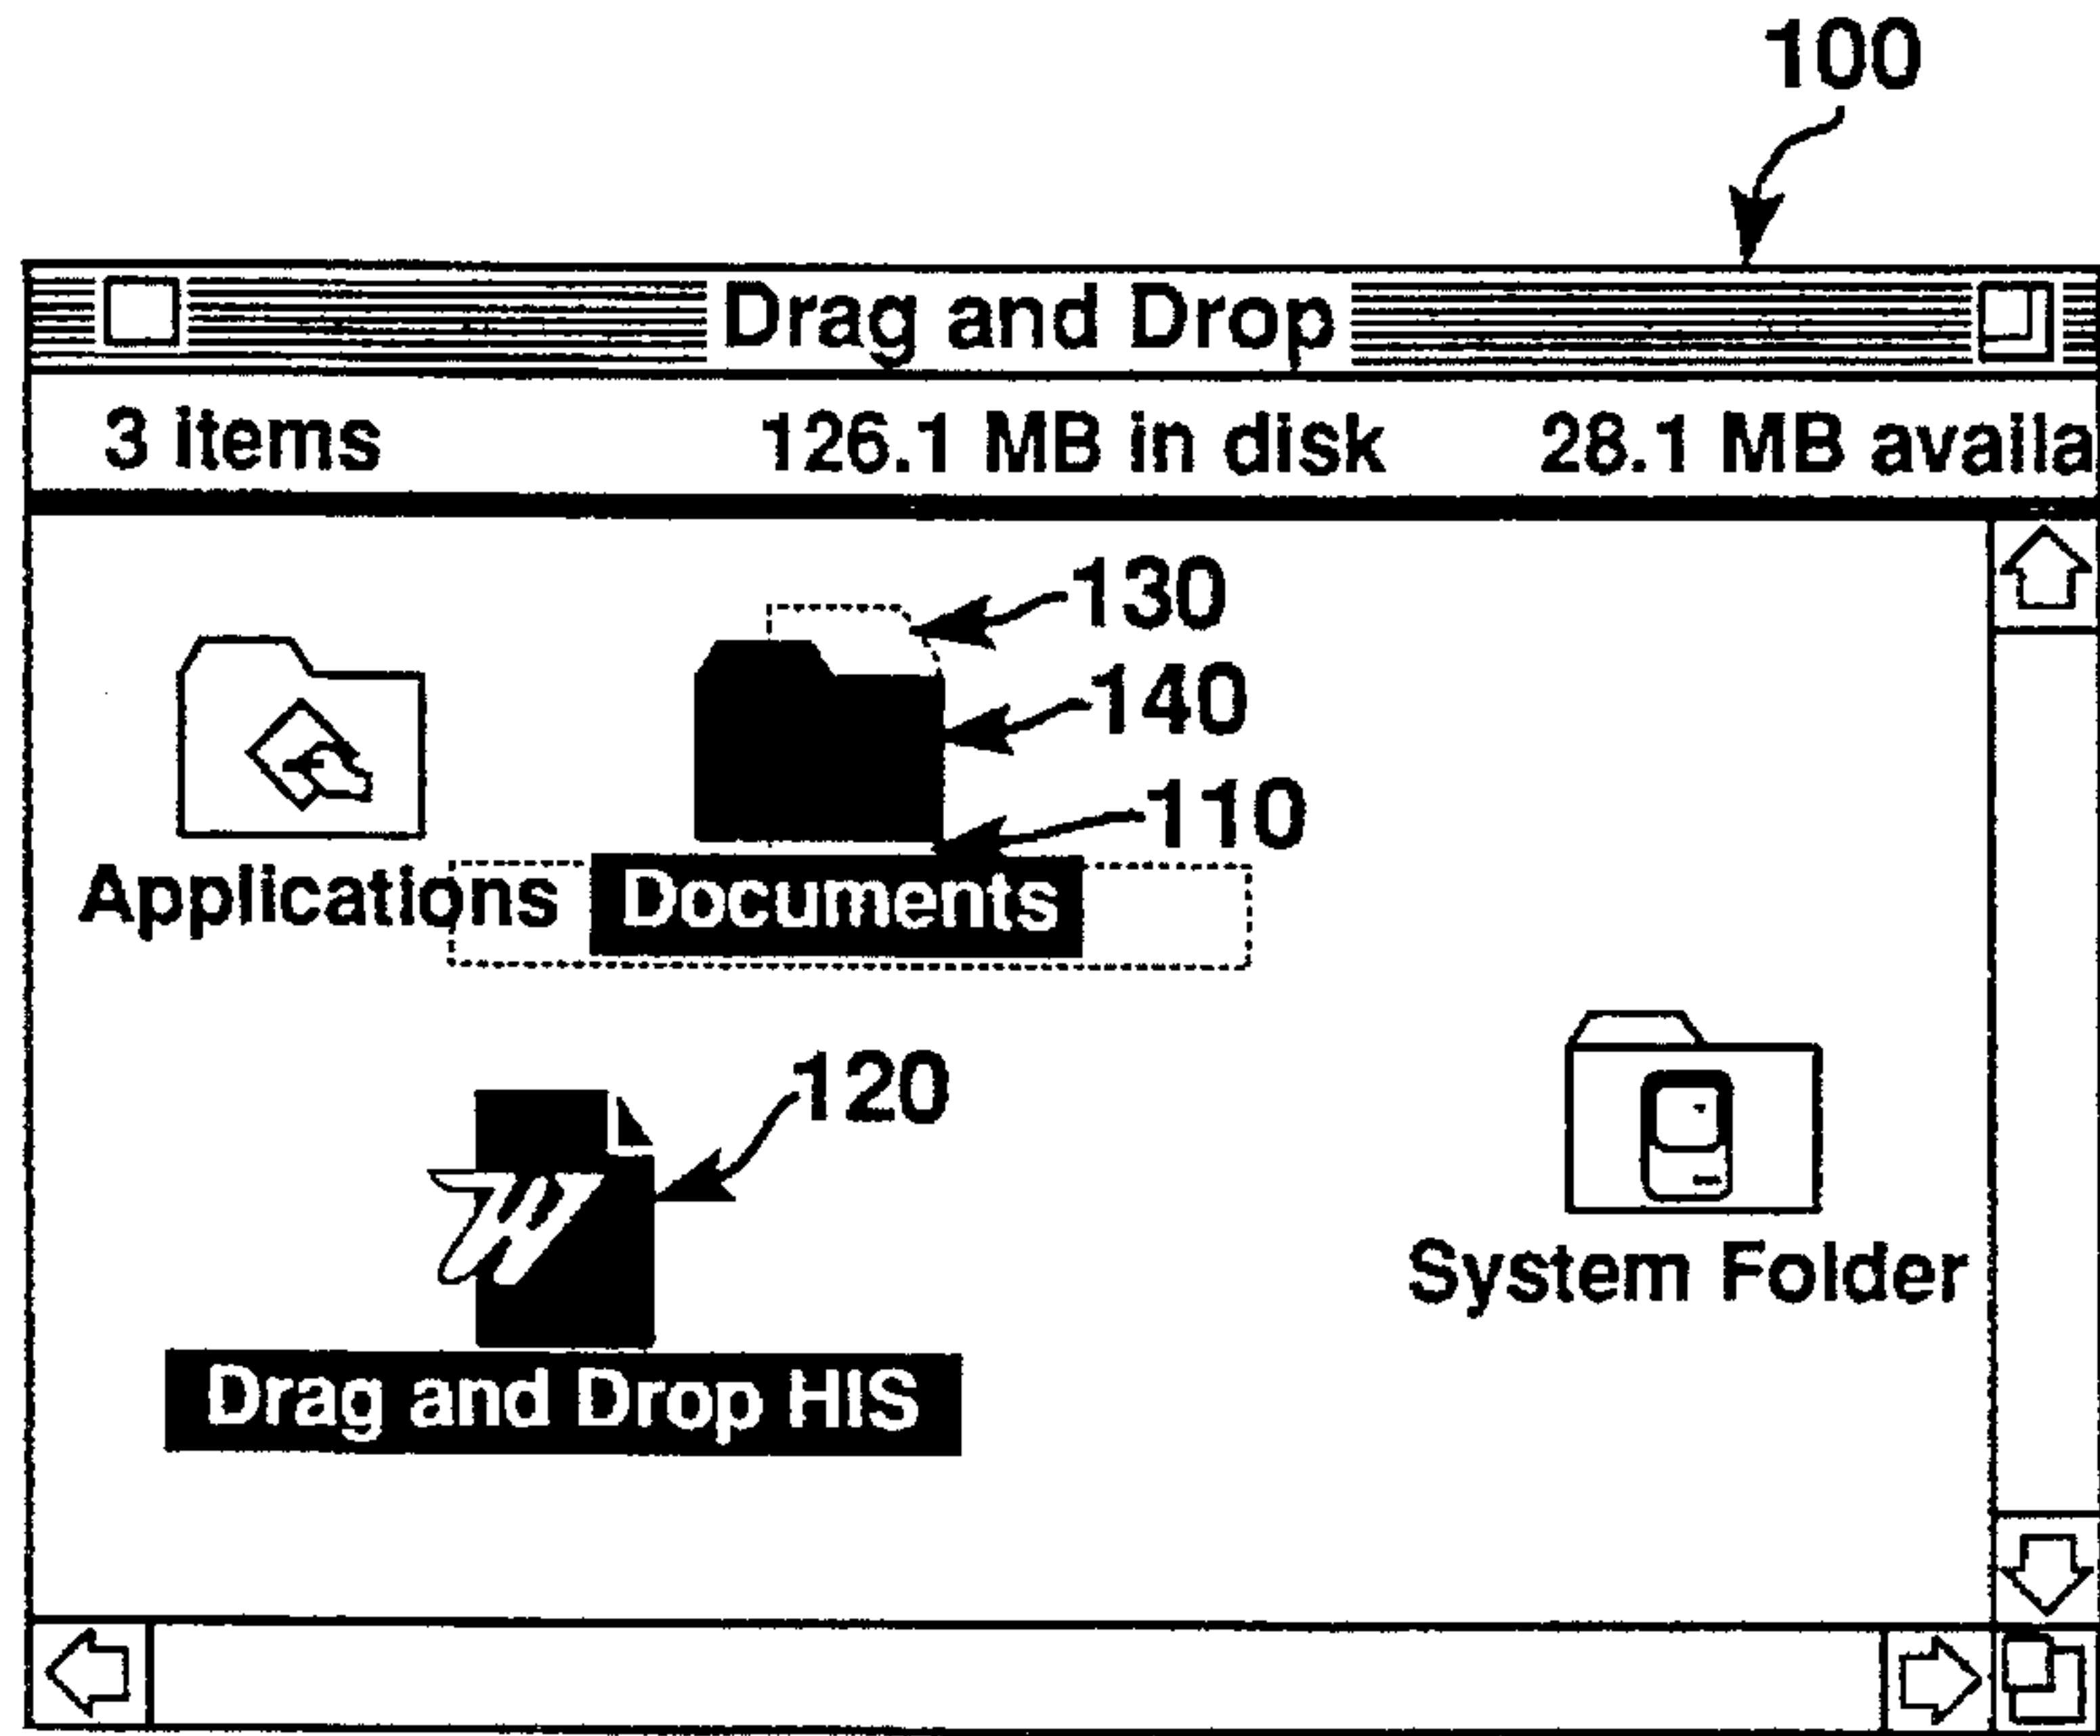 100
Drag and Drop
3 items 126.1 MB in disk 28.1 MB availa
130
140
110
Applications Documents
120
System Folder
Drag and Drop HIS